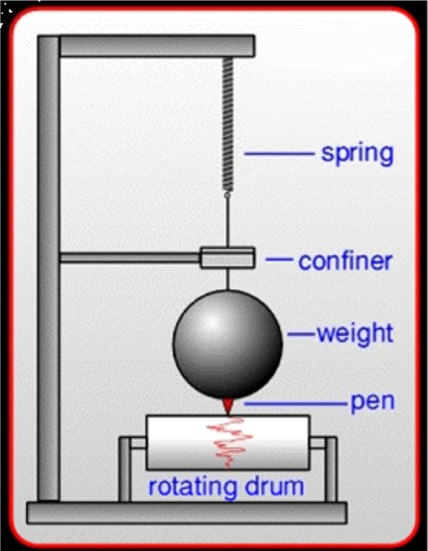 spring
confiner
weight
pen
rotating drum